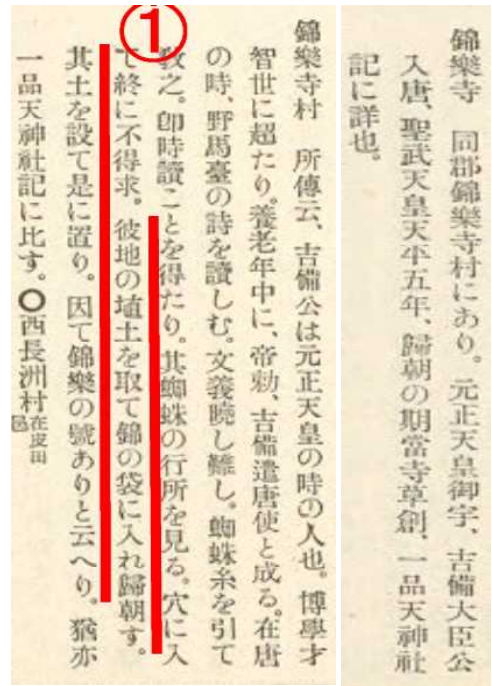 錦樂寺　同郡錦樂寺村にあり。元正天皇御宇、吉備大臣公
入唐、聖武天皇天平五年、歸朝の期當寺草創、一品天神社
記に詳也。
錦樂寺村　所傳云、吉備公は元正天皇の時の人也。博學才
智世に超たり。養老年中に、帝勅、吉備遣唐使と成る。在唐
の時、野馬臺の詩を讀しむ。文義曉し難し。蜘蛛糸を引て
①
敎之。卽時讀ことを得たり。其蜘蛛の行所を見る。穴に入
て終に不得求。彼地の埴土を取て錦の袋に入れ歸朝す。
其土を設て是に置り。因て錦樂の號ありと云へり。猶亦
一品天神社記に比す。〇西長洲村在皮田邑